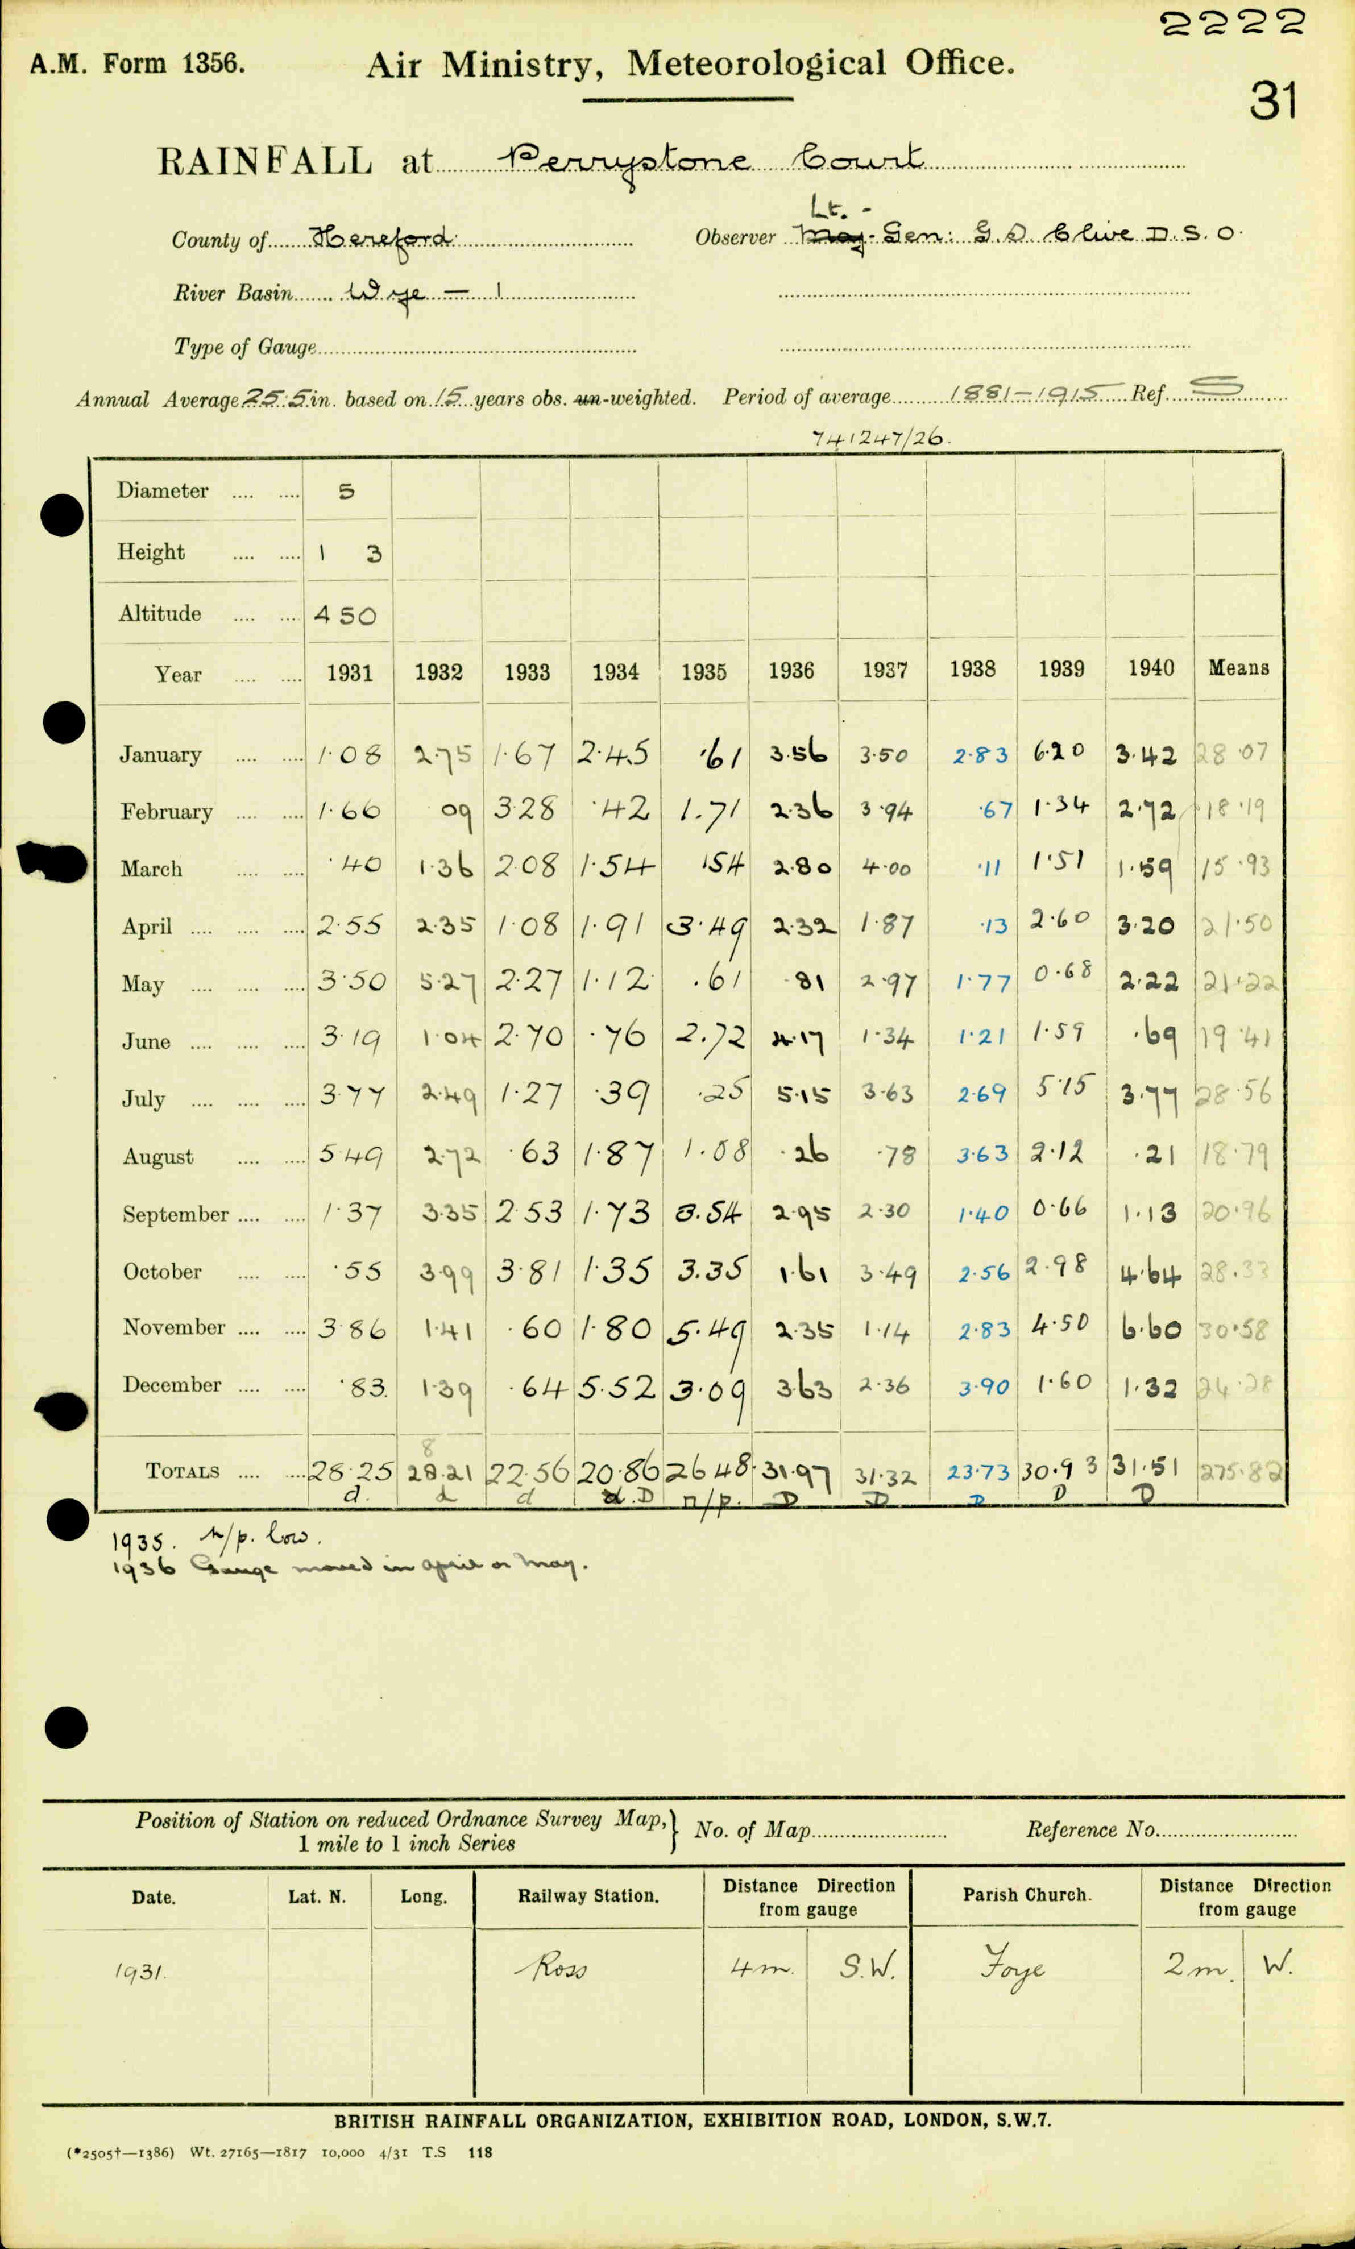 2222
A.M. Form 1356. Air Ministry, Meteorological Office.
31
RAINFALL at Perrystone Court
Lt. -
County of Hereford Observer Maj. Gen: G.D. Clive D.S.O.
River Basin Wye — 1
Type of Gauge
Annual Average 25.5 in. based on 15 years obs. un-weighted. Period of average 1881–1915 Ref. S
741247/26.
Diameter .... .... 5
Height .... .... 1 3
Altitude .... .... 450
Year .... .... 1931 1932 1933 1934 1935 1936 1937 1938 1939 1940 Means
January .... .... 1.08 2.75 1.67 2.45 .61 3.56 3.50 2.83 6.20 3.42 28.07
February .... .... 1.66 09 3.28 .42 1.71 2.36 3.94 .67 1.34 2.72 18.19
March .... .... .40 1.36 2.08 1.54 .54 2.80 4.00 .11 1.51 1.59 15.93
April .... .... .... 2.55 2.35 1.08 1.91 3.49 2.32 1.87 .13 2.60 3.20 21.50
May .... .... .... 3.50 5.27 2.27 1.12 .61 .81 2.97 1.77 0.68 2.22 21.22
June .... .... .... 3.19 1.04 2.70 .76 2.72 4.17 1.34 1.21 1.59 .69 19.41
July .... .... .... 3.77 2.49 1.27 .39 .25 5.15 3.63 2.69 5.15 3.77 28.56
August .... .... 5.49 2.72 .63 1.87 1.08 .26 .78 3.63 2.12 .21 18.79
September .... .... 1.37 3.35 2.53 1.73 3.54 2.95 2.30 1.40 0.66 1.13 20.96
October .... .... .55 3.99 3.81 1.35 3.35 1.61 3.49 2.56 2.98 4.64 28.33
November .... .... 3.86 1.41 .60 1.80 5.49 2.35 1.14 2.83 4.50 6.60 30.58
December .... .... .83 1.39 .64 5.52 3.09 3.63 2.36 3.90 1.60 1.32 24.28
8
TOTALS .... .... 28.25 28.21 22.56 20.86 26.48 31.97 31.32 23.73 30.93 31.51 275.82
d. d d d. D n/p. D D D D D
1935. n/p. low.
1936 Gauge moved in april or may.
Position of Station on reduced Ordnance Survey Map,} No. of Map Reference No.
1 mile to 1 inch Series
Date. Lat. N. Long. Railway Station. Distance Direction from gauge Parish Church. Distance Direction from gauge
1931. Ross 4m. S.W. Foye 2m. W.
BRITISH RAINFALL ORGANIZATION, EXHIBITION ROAD, LONDON, S.W.7.
(*2505†—1386) Wt. 27165—1817 10,000 4/31 T.S 118